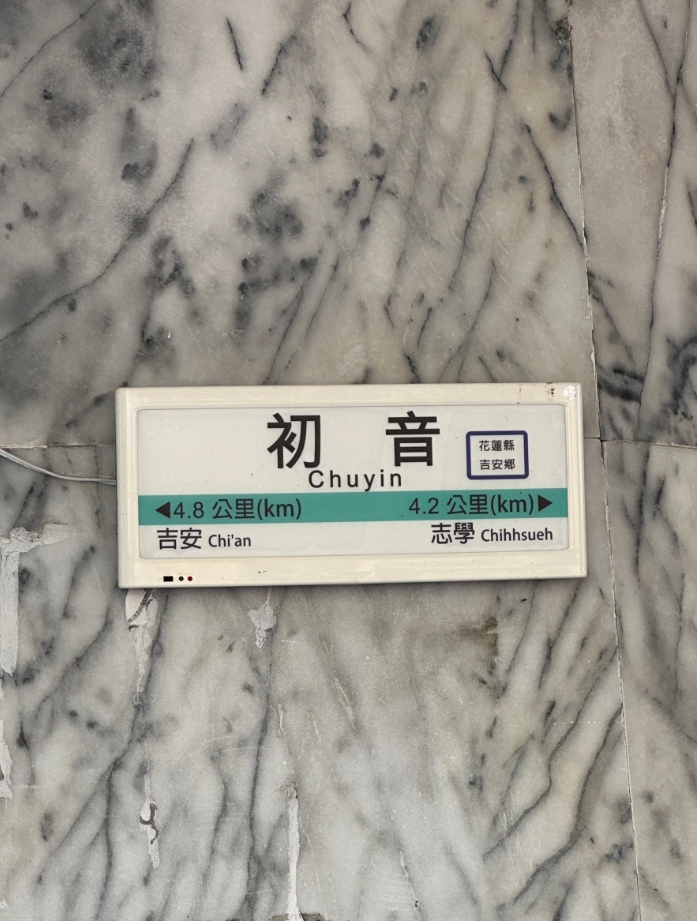 初音
Chuyin
花蓮縣
吉安鄉
◀4.8 公里(km)
4.2 公里(km)▶
吉安 Chi'an
志學 Chihhsueh